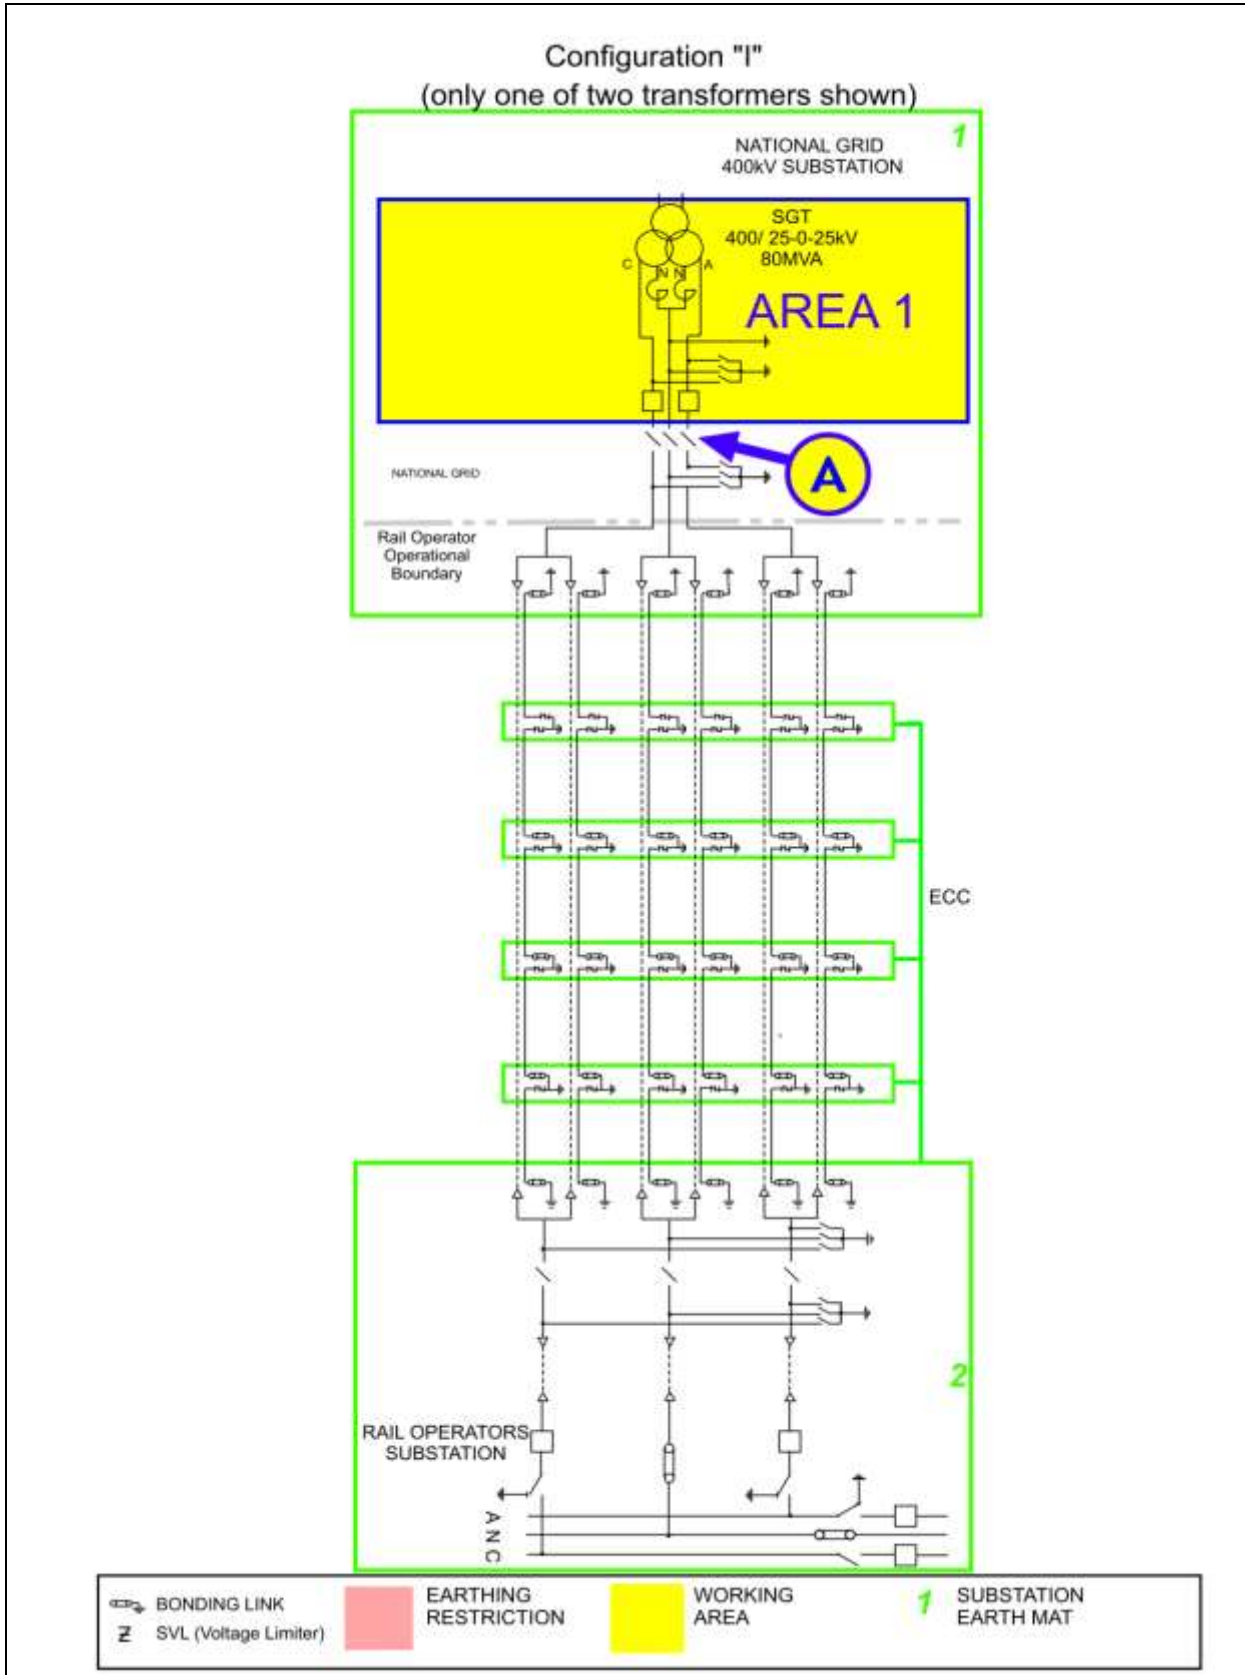 Configuration "I"
(only one of two transformers shown)
1
NATIONAL GRID
400kV SUBSTATION
SGT
400/ 25-0-25kV
80MVA
C
N N
A
AREA 1
A
NATIONAL GRID
Rail Operator
Operational
Boundary
ECC
2
RAIL OPERATORS
SUBSTATION
A
N
C
BONDING LINK
SVL (Voltage Limiter)
EARTHING
RESTRICTION
WORKING
AREA
1
SUBSTATION
EARTH MAT